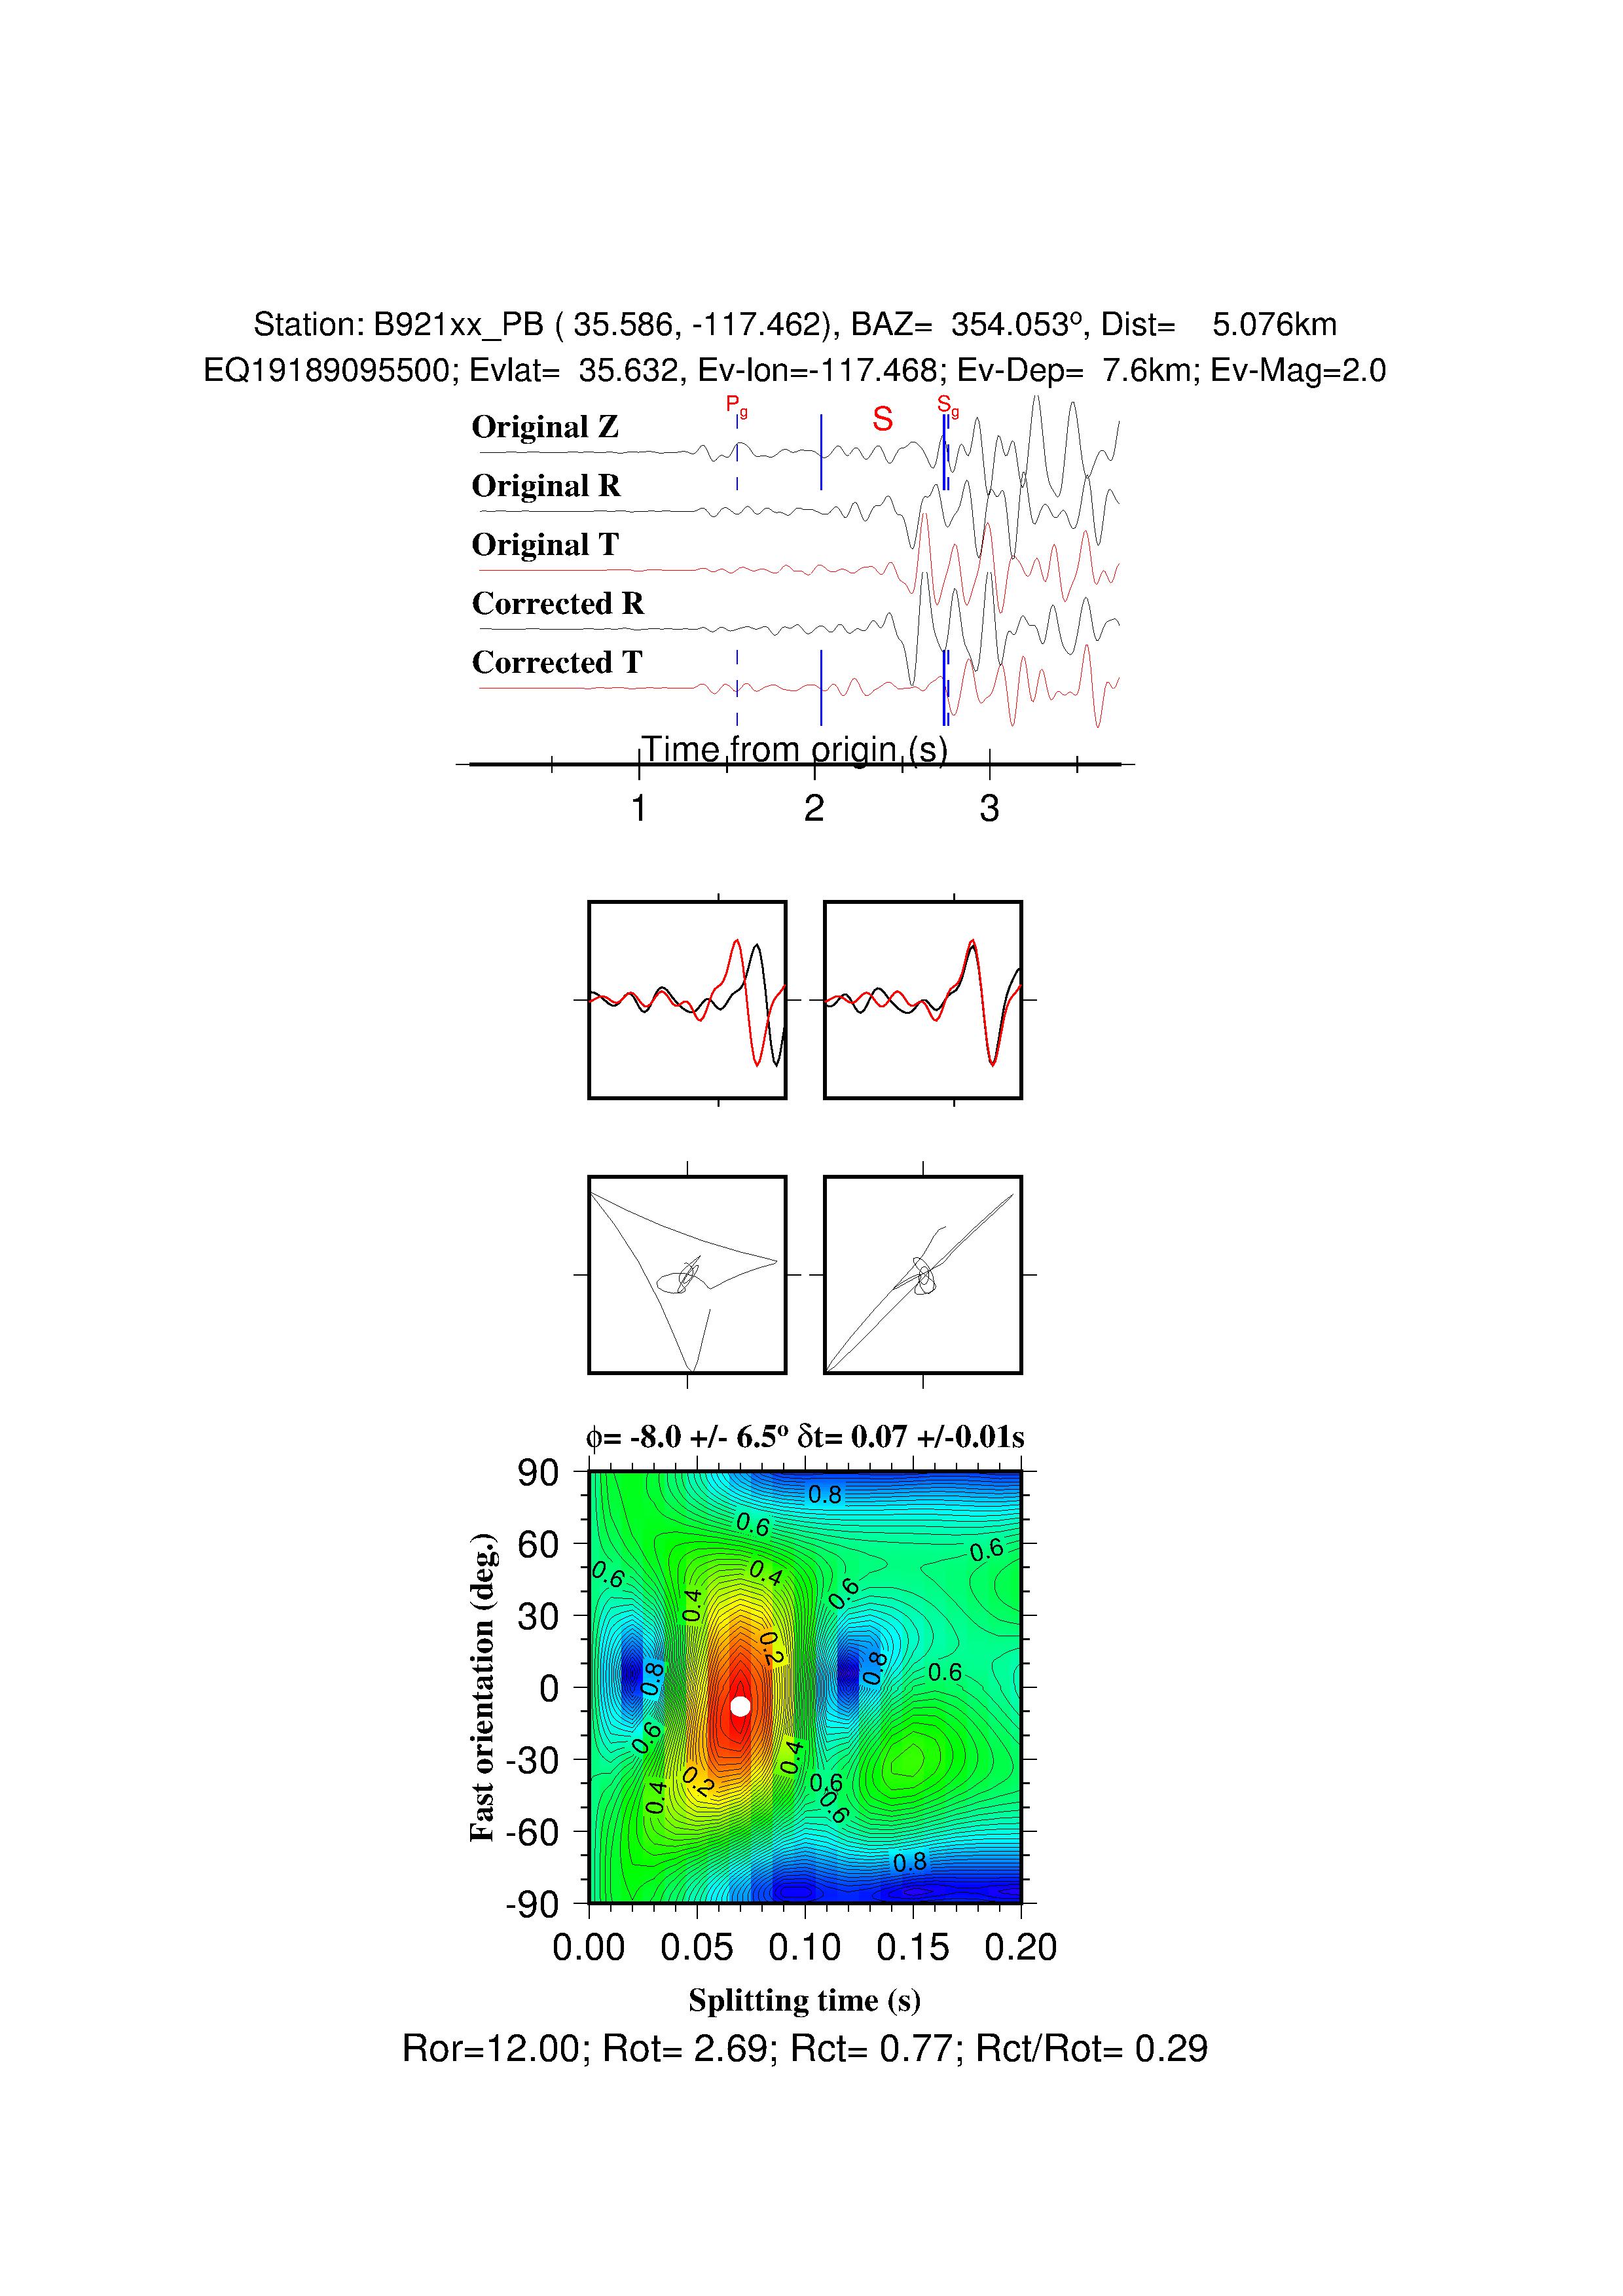 Station: B921xx_PB ( 35.586, -117.462), BAZ= 354.053º, Dist= 5.076km
EQ19189095500; Evlat= 35.632, Ev-lon=-117.468; Ev-Dep= 7.6km; Ev-Mag=2.0
Pg S Sg
Original Z
Original R
Original T
Corrected R
Corrected T
Time from origin (s)
1 2 3
ϕ= -8.0 +/- 6.5º δt= 0.07 +/-0.01s
90
60
30
0
-30
-60
-90
Fast orientation (deg.)
0.8
0.6
0.6
0.6
0.4
0.4
0.6
0.2
0.8
0.8
0.6
0.6
0.4
0.2
0.6
0.4
0.6
0.8
0.00 0.05 0.10 0.15 0.20
Splitting time (s)
Ror=12.00; Rot= 2.69; Rct= 0.77; Rct/Rot= 0.29